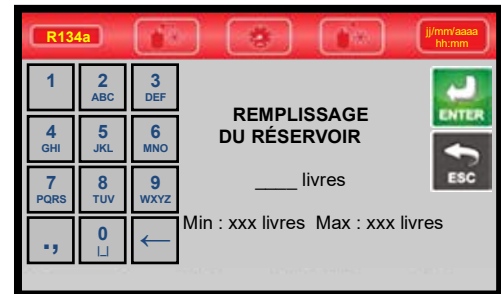 R134a
jj/mm/aaaa
hh:mm
1 2 3
ABC DEF
4 5 6
GHI JKL MNO
7 8 9
PQRS TUV WXYZ
., 0 ←
REMPLISSAGE
DU RÉSERVOIR
____ livres
Min : xxx livres Max : xxx livres
ENTER
ESC